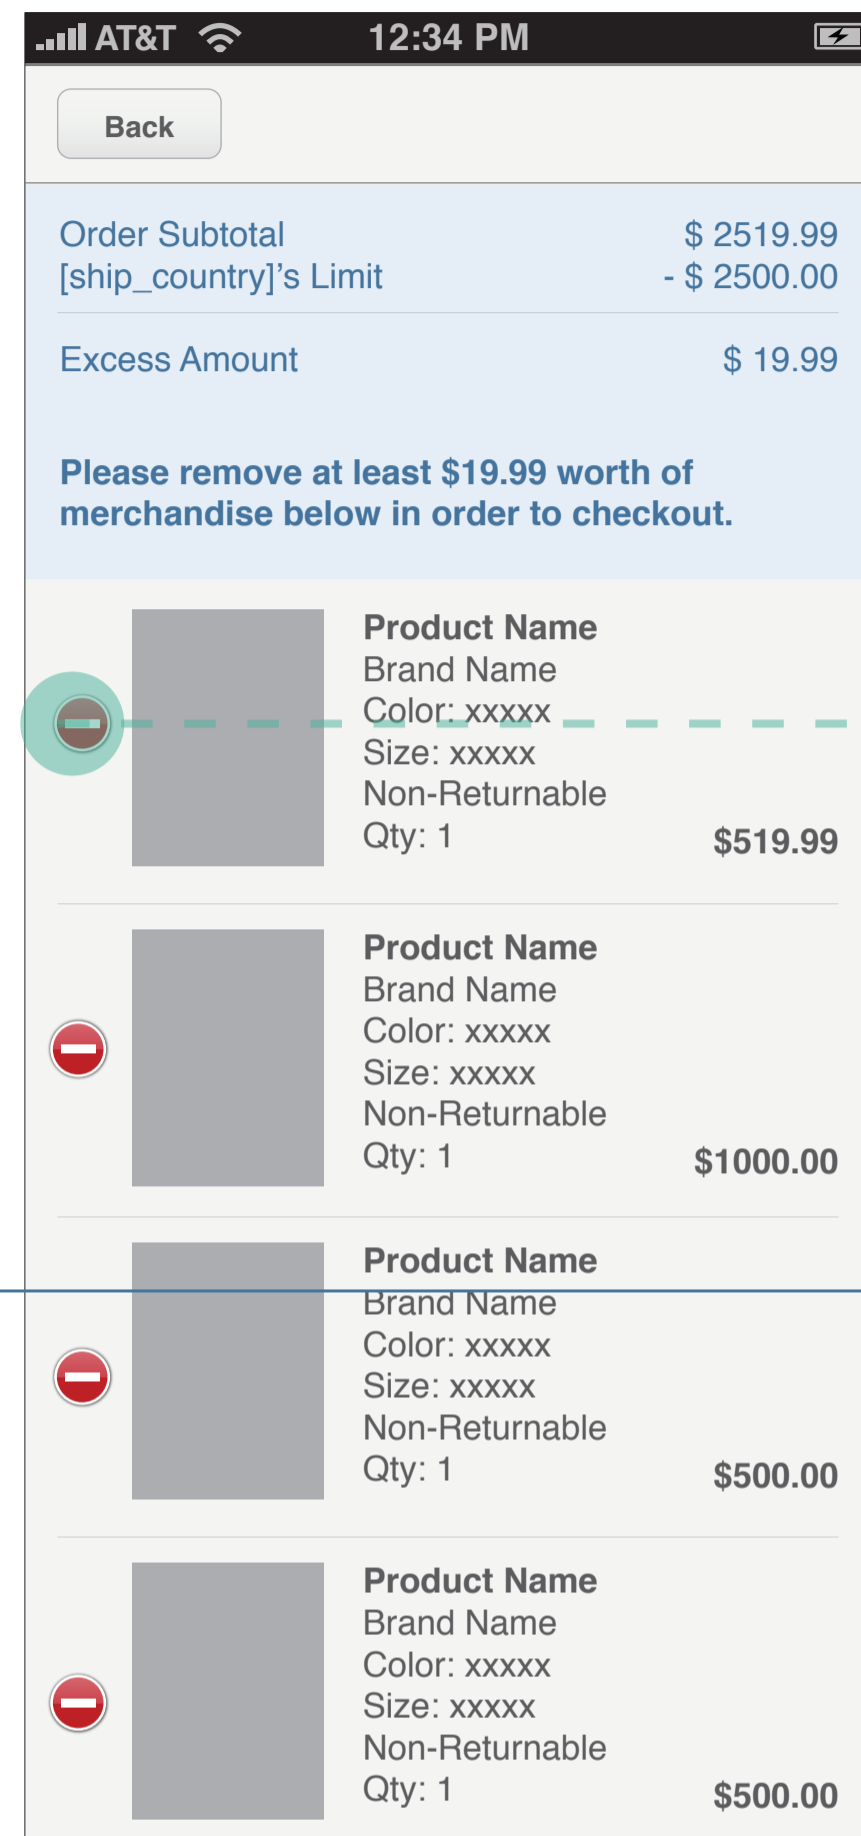 AT&T 12:34 PM
Back
Order Subtotal $ 2519.99
[ship_country]’s Limit - $ 2500.00
Excess Amount $ 19.99
Please remove at least $19.99 worth of
merchandise below in order to checkout.
Product Name
Brand Name
Color: xxxxx
Size: xxxxx
Non-Returnable
Qty: 1 $519.99
Product Name
Brand Name
Color: xxxxx
Size: xxxxx
Non-Returnable
Qty: 1 $1000.00
Product Name
Brand Name
Color: xxxxx
Size: xxxxx
Non-Returnable
Qty: 1 $500.00
Product Name
Brand Name
Color: xxxxx
Size: xxxxx
Non-Returnable
Qty: 1 $500.00